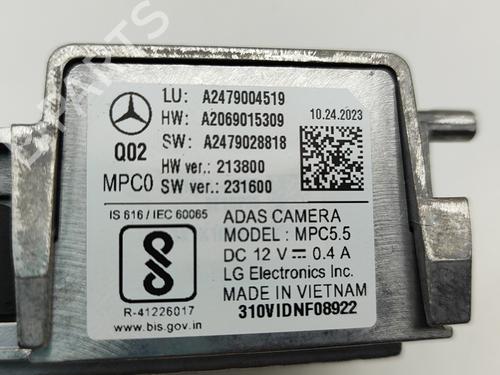 LU: A2479004519
HW: A2069015309
10.24.2023
SW: A2479028818
Q02
HW ver.: 213800
MPC0
SW ver.: 231600
IS 616 / IEC 60065
ADAS CAMERA
MODEL : MPC5.5
DC 12 V ⎓ 0.4 A
LG Electronics Inc.
R-41226017
MADE IN VIETNAM
www.bis.gov.in
310VIDNF08922